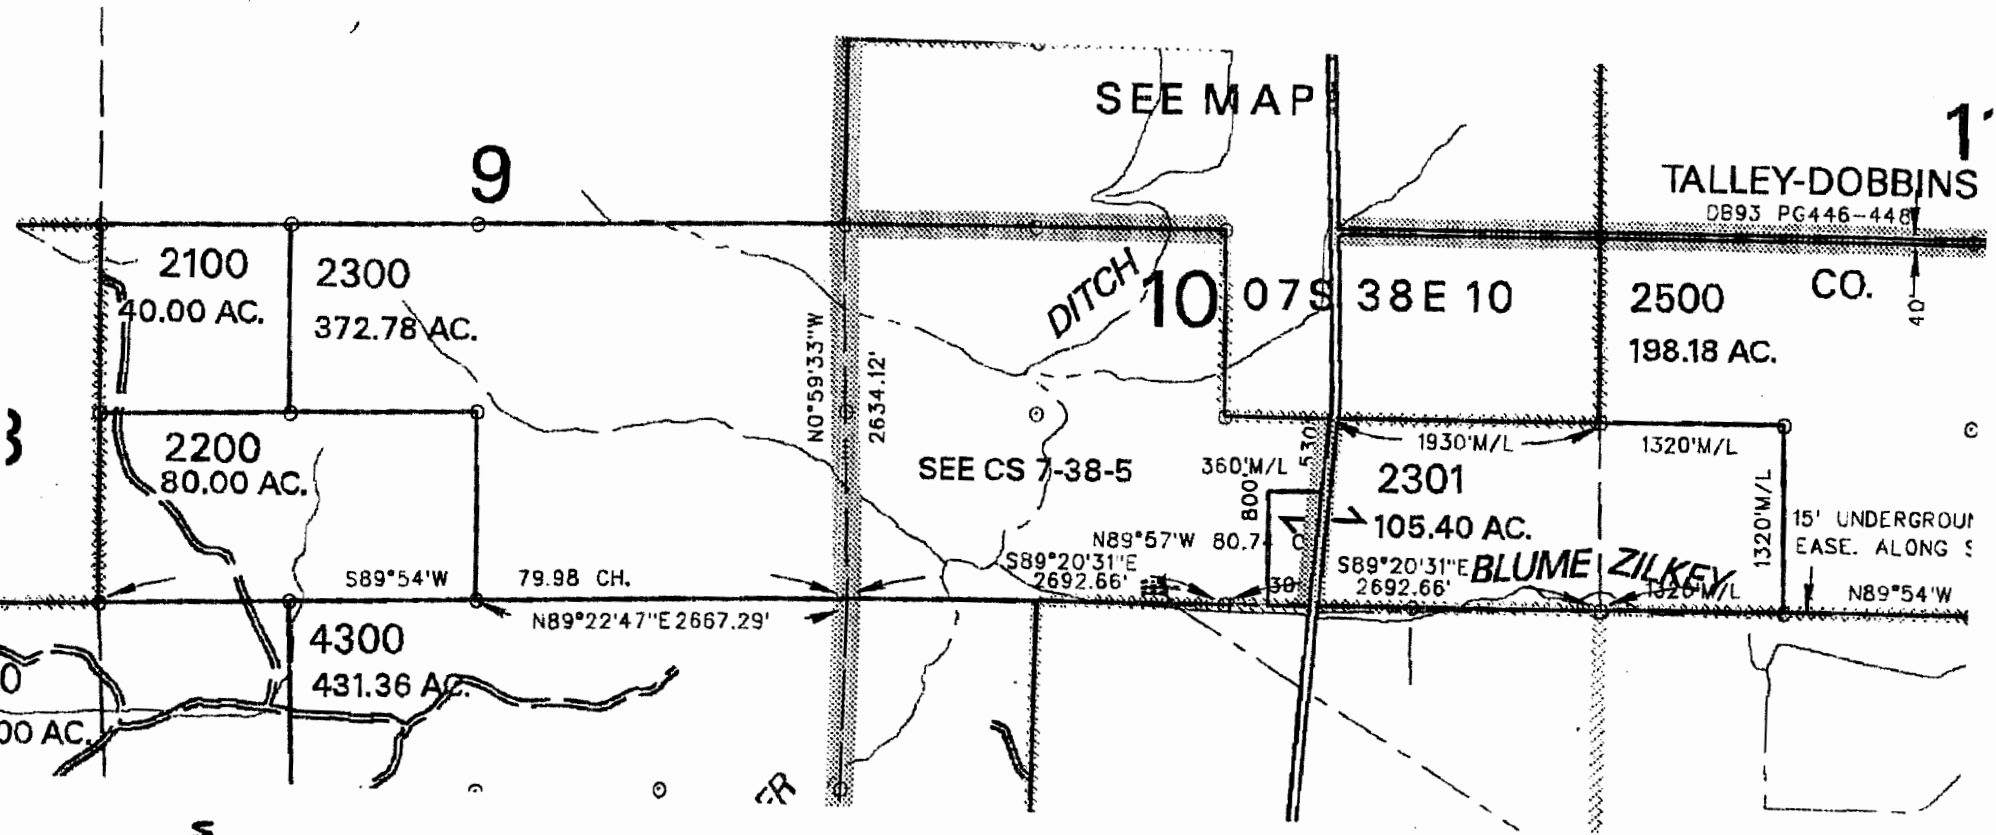 SEE MAP
9
TALLEY-DOBBINS
DB93 PG446-448
2100
40.00 AC.
2300
372.78 AC.
DITCH
10
07S 38E 10
2500
198.18 AC.
CO.
40'
N0°59'33"W
2634.12'
2200
80.00 AC.
SEE CS 7-38-5
360'M/L
530
800'
1930'M/L
1320'M/L
2301
105.40 AC.
1320'M/L
15' UNDERGROUN
EASE. ALONG S
N89°57'W 80.74 C
S89°20'31"E
2692.66'
30'
S89°20'31"E
2692.66'
BLUME ZILKEY
1320'M/L
N89°54'W
S89°54'W 79.98 CH.
N89°22'47"E 2667.29'
4300
431.36 AC.
0
00 AC.
ER